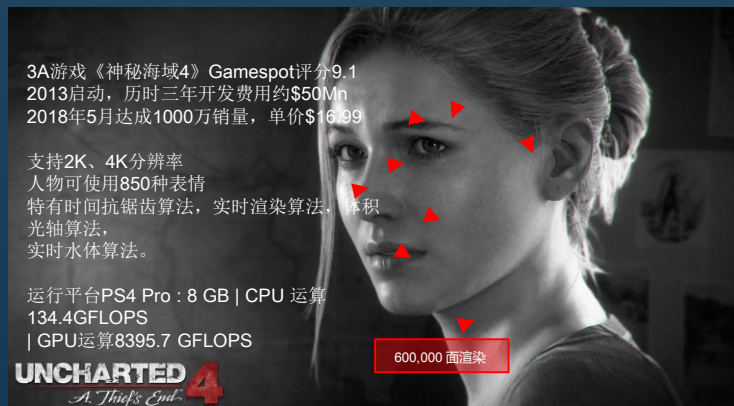 3A游戏《神秘海域4》Gamespot评分9.1
2013启动，历时三年开发费用约$50Mn
2018年5月达成1000万销量，单价$16.99
支持2K、4K分辨率
人物可使用850种表情
特有时间抗锯齿算法，实时渲染算法，体积
光轴算法，
实时水体算法。
运行平台PS4 Pro : 8 GB | CPU 运算
134.4GFLOPS
| GPU运算8395.7 GFLOPS
600,000 面渲染
UNCHARTED 4
A Thief's End